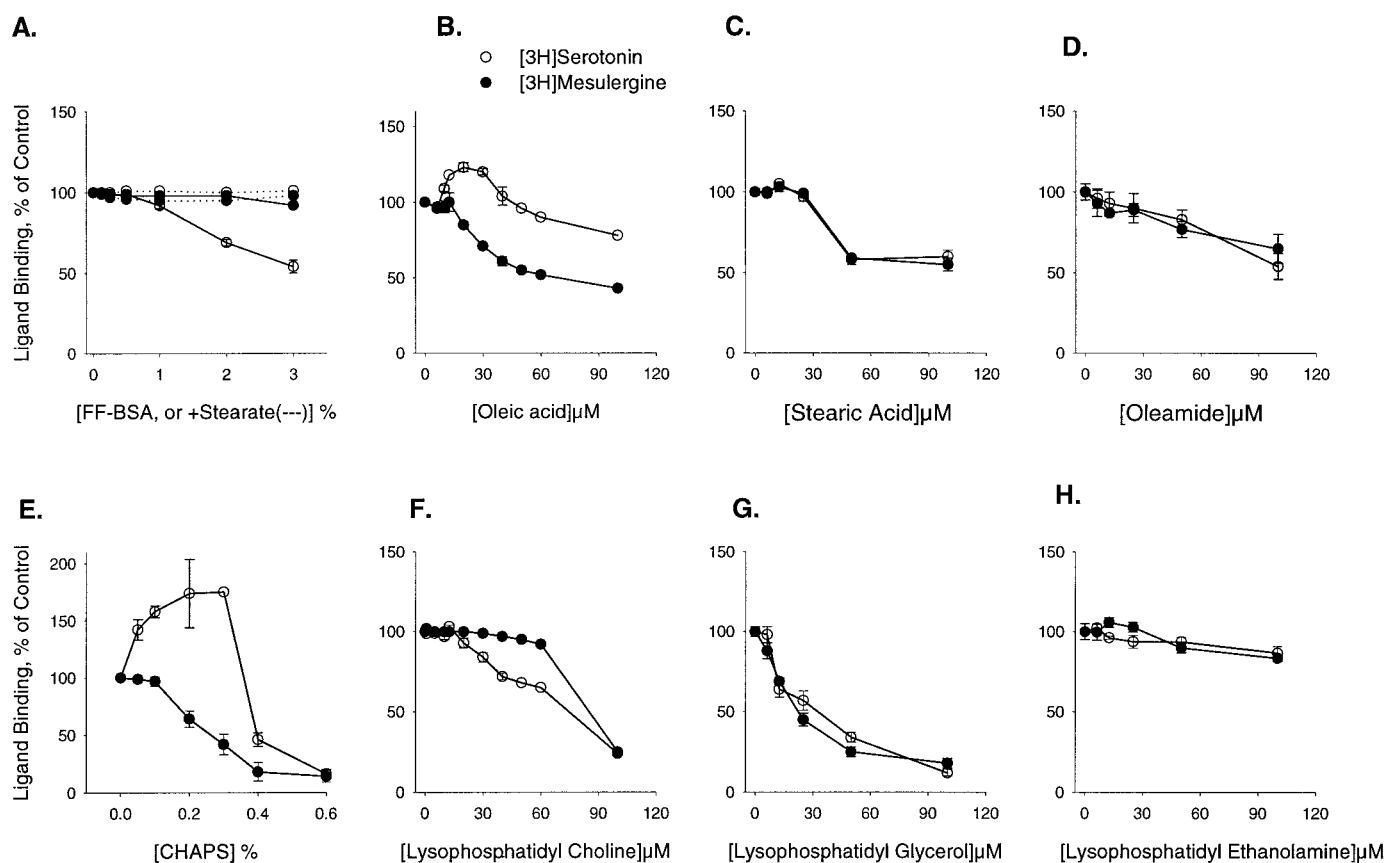 A.
B.
C.
D.
[3H]Serotonin
[3H]Mesulergine
Ligand Binding, % of Control
150
100
50
0
0 1 2 3
[FF-BSA, or +Stearate(---)] %
150
100
50
0
0 30 60 90 120
[Oleic acid]µM
150
100
50
0
0 30 60 90 120
[Stearic Acid]µM
150
100
50
0
0 30 60 90 120
[Oleamide]µM
E.
F.
G.
H.
Ligand Binding, % of Control
200
150
100
50
0
0.0 0.2 0.4 0.6
[CHAPS] %
150
100
50
0
0 30 60 90 120
[Lysophosphatidyl Choline]µM
150
100
50
0
0 30 60 90 120
[Lysophosphatidyl Glycerol]µM
150
100
50
0
0 30 60 90 120
[Lysophosphatidyl Ethanolamine]µM